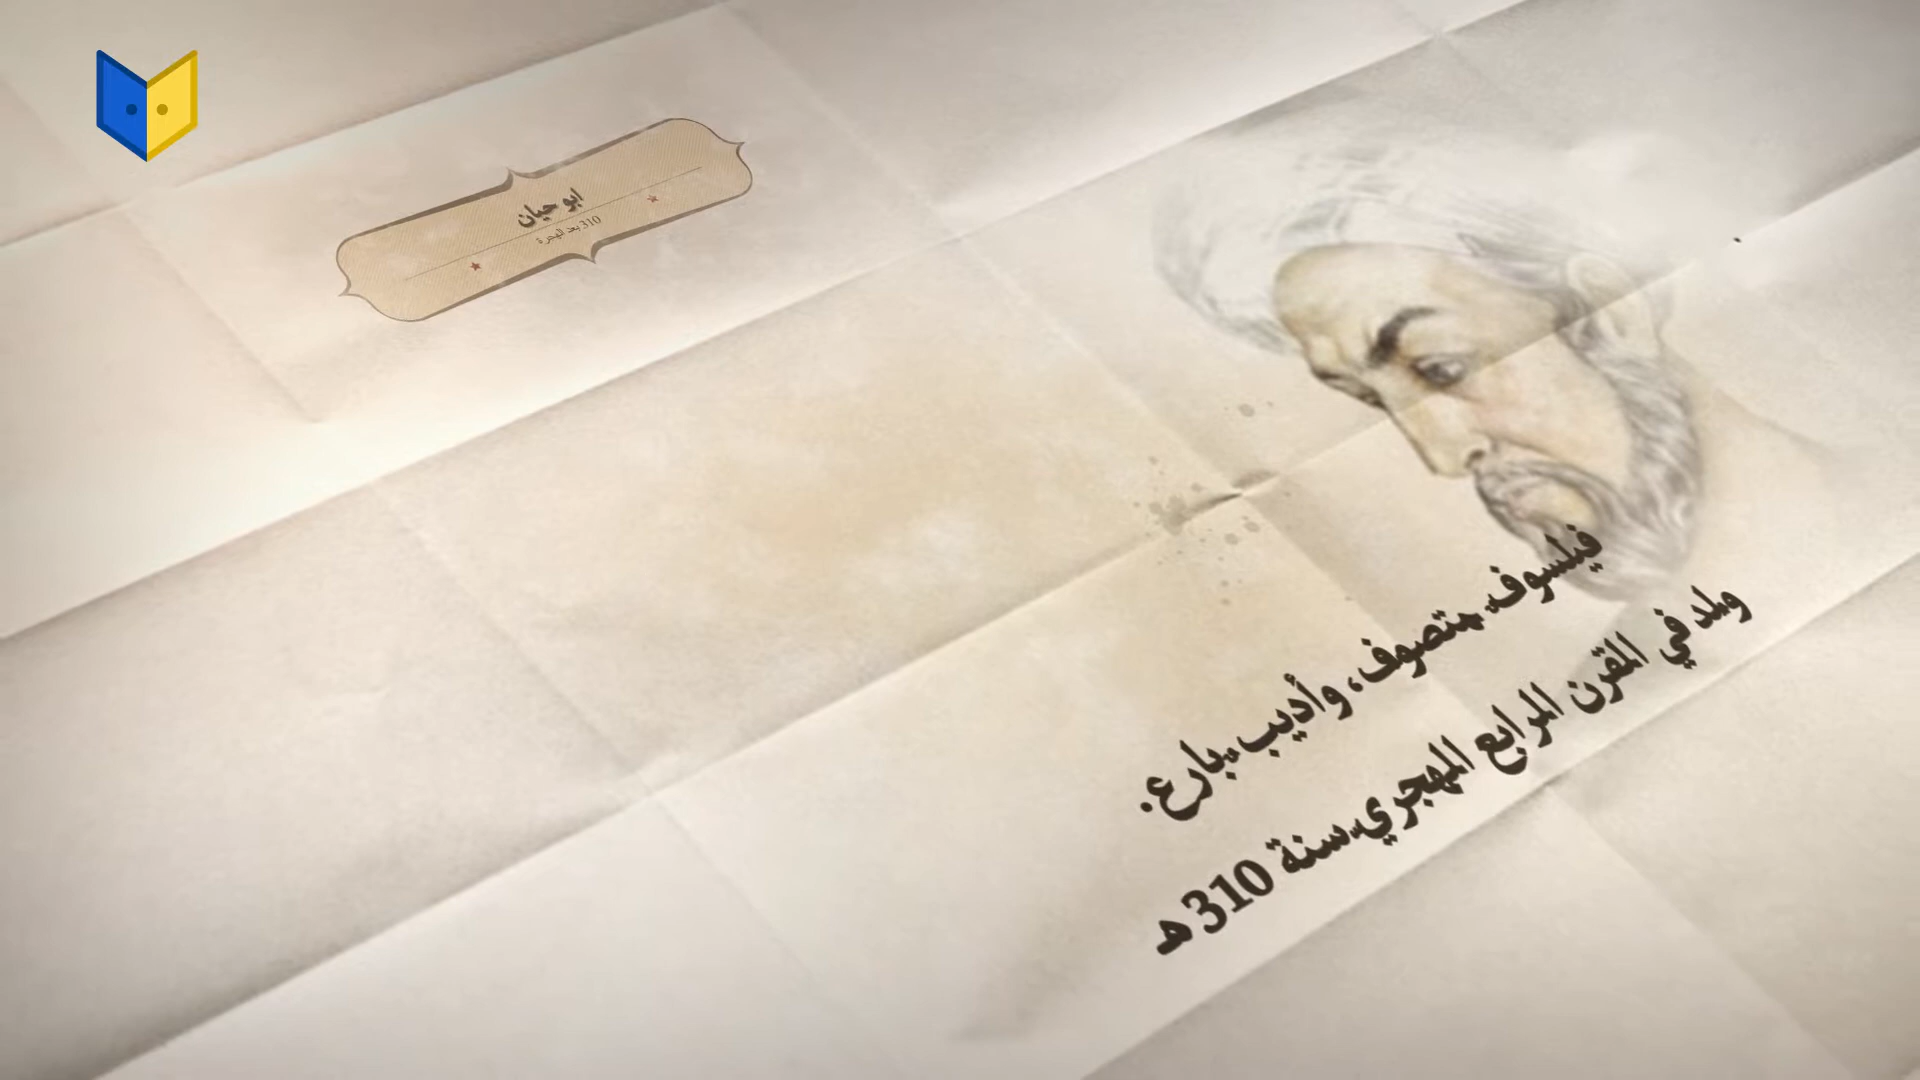 ابو حيان
310 بعد الهجرة
فيلسوف متصوف، وأديب بارع.
ولد في القرن الرابع الهجري سنة 310 هـ